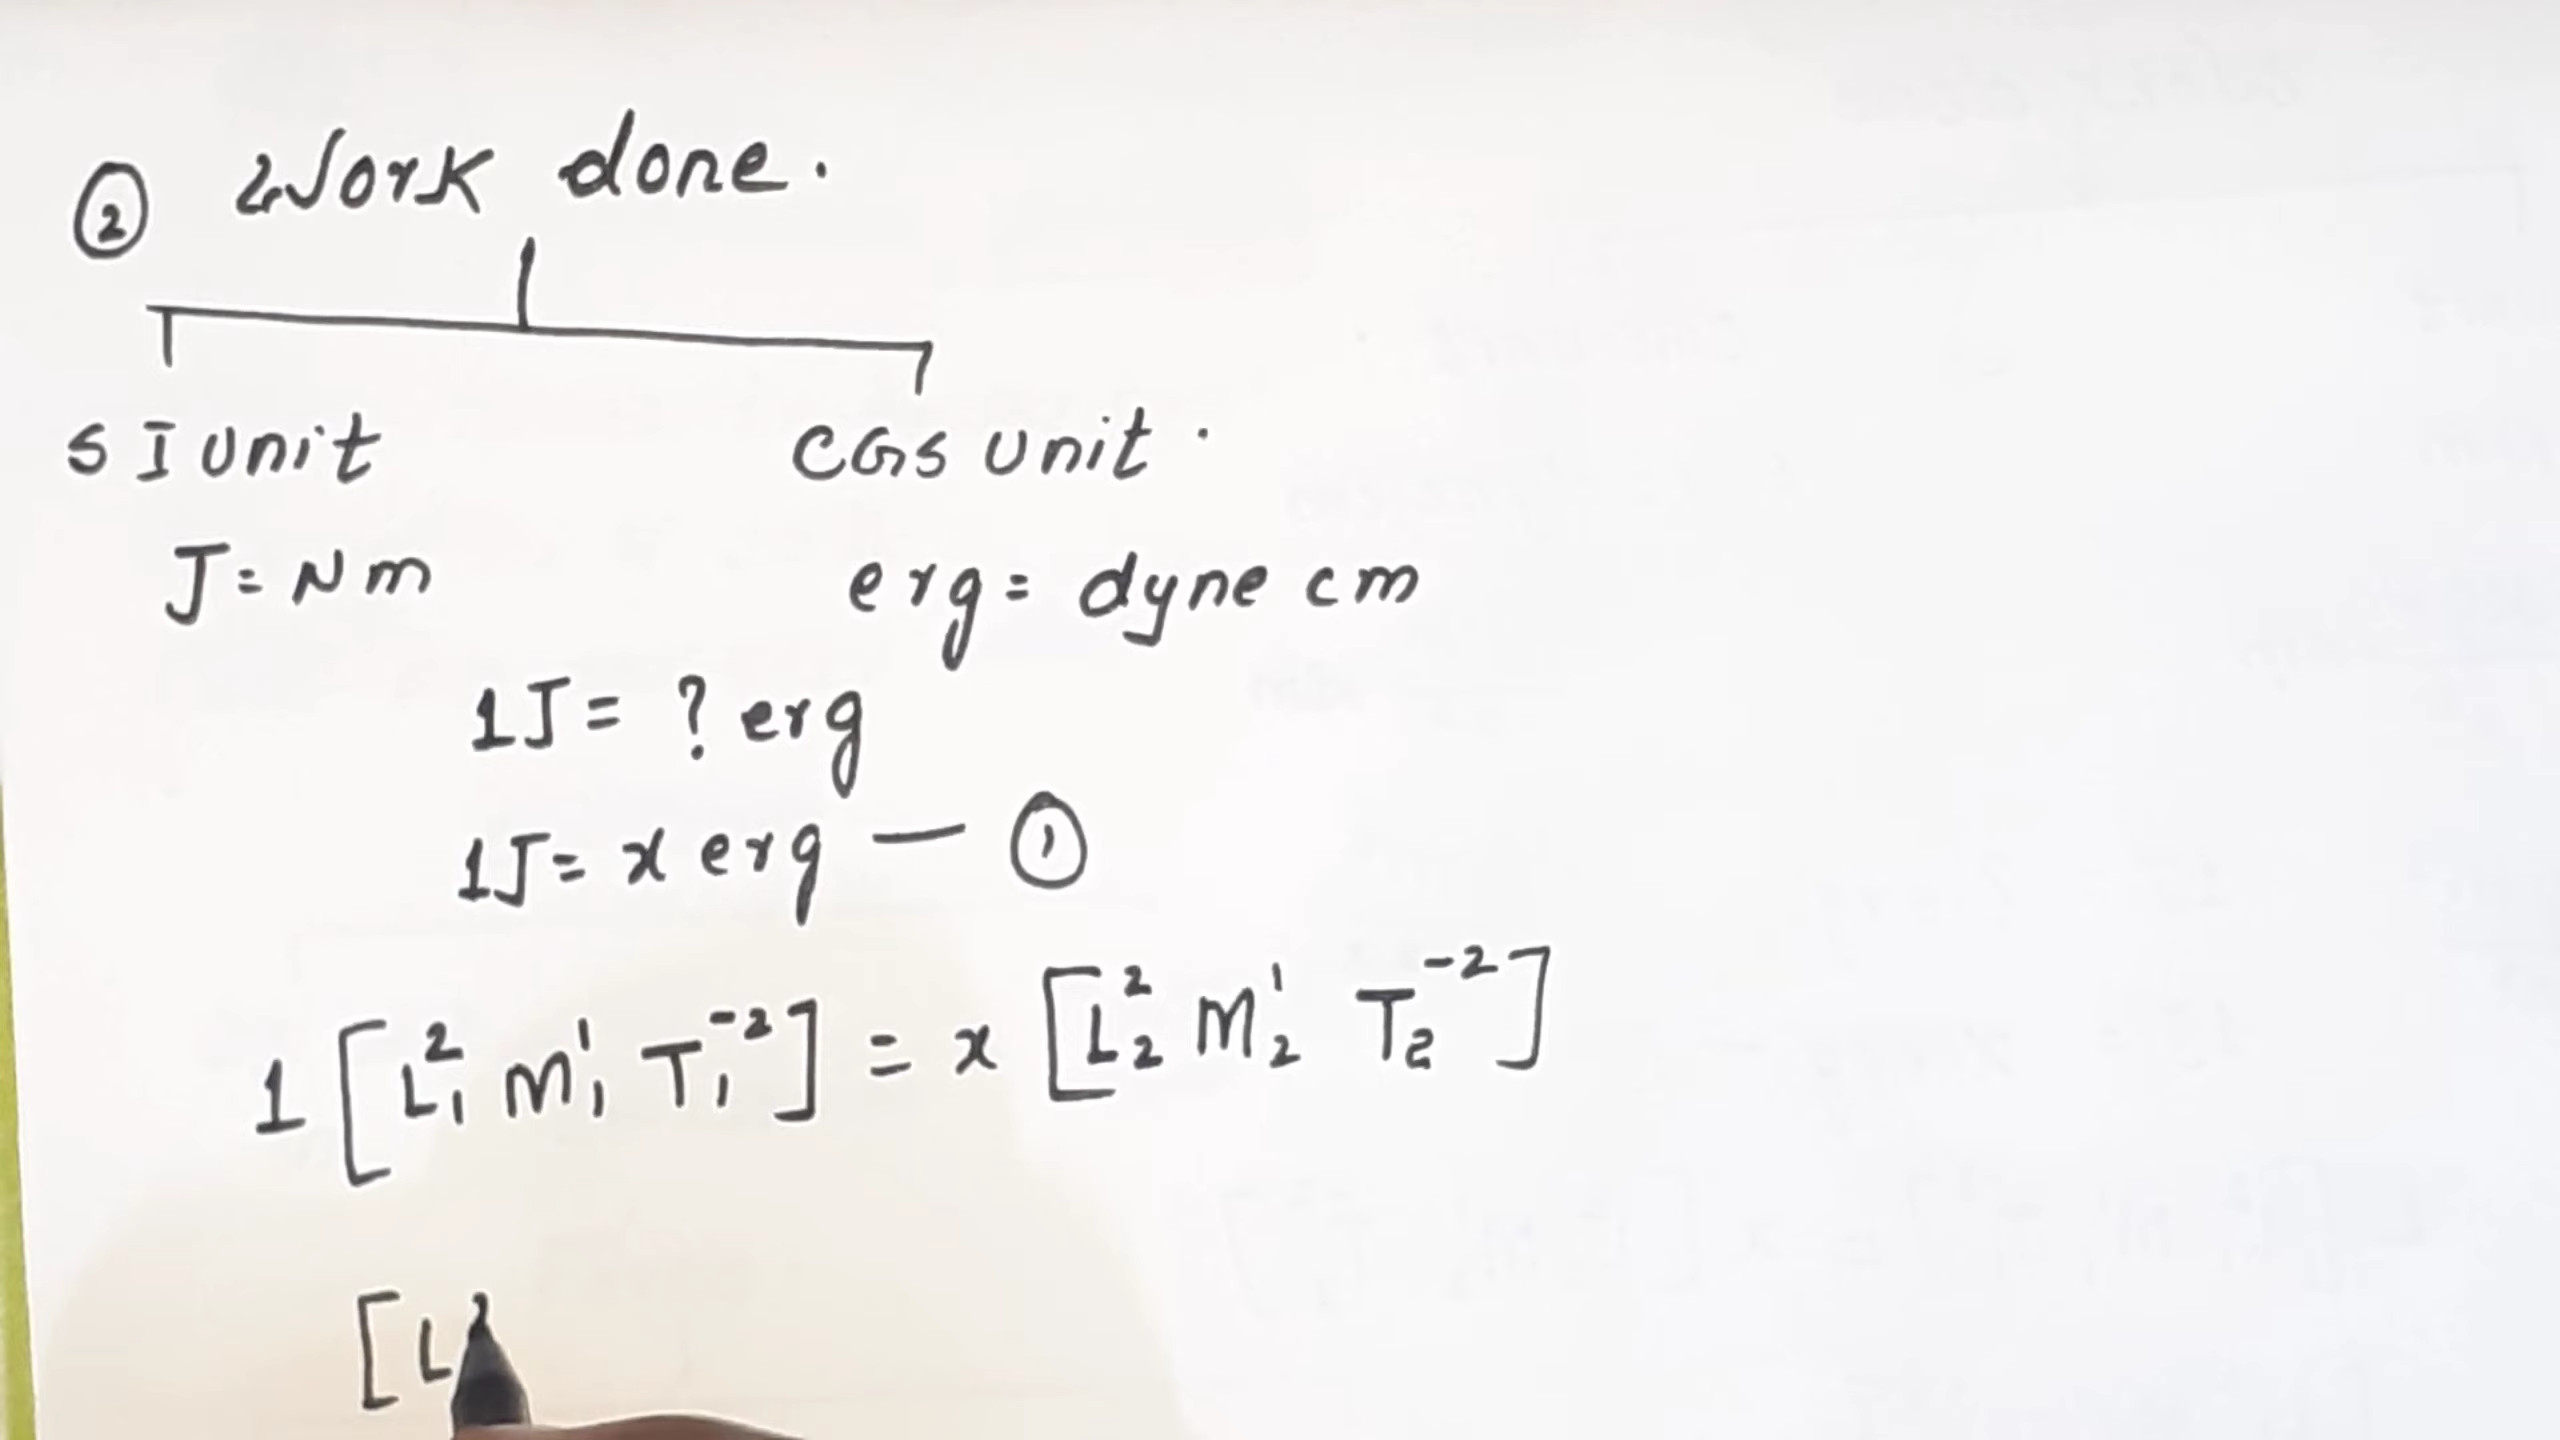 ② Work done.
SI unit CGS unit.
J = Nm erg = dyne cm
1J = ? erg
1J = x erg — ①
1 [L₁² M₁¹ T₁⁻²] = x [L₂² M₂¹ T₂⁻²]
[L²